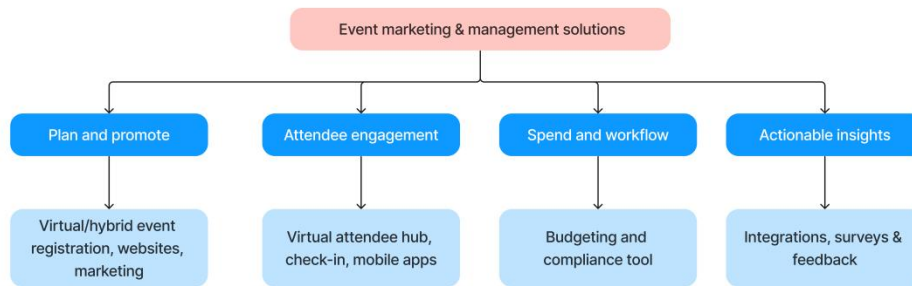 Event marketing & management solutions
Plan and promote
Attendee engagement
Spend and workflow
Actionable insights
Virtual/hybrid event
registration, websites,
marketing
Virtual attendee hub,
check-in, mobile apps
Budgeting and
compliance tool
Integrations, surveys &
feedback